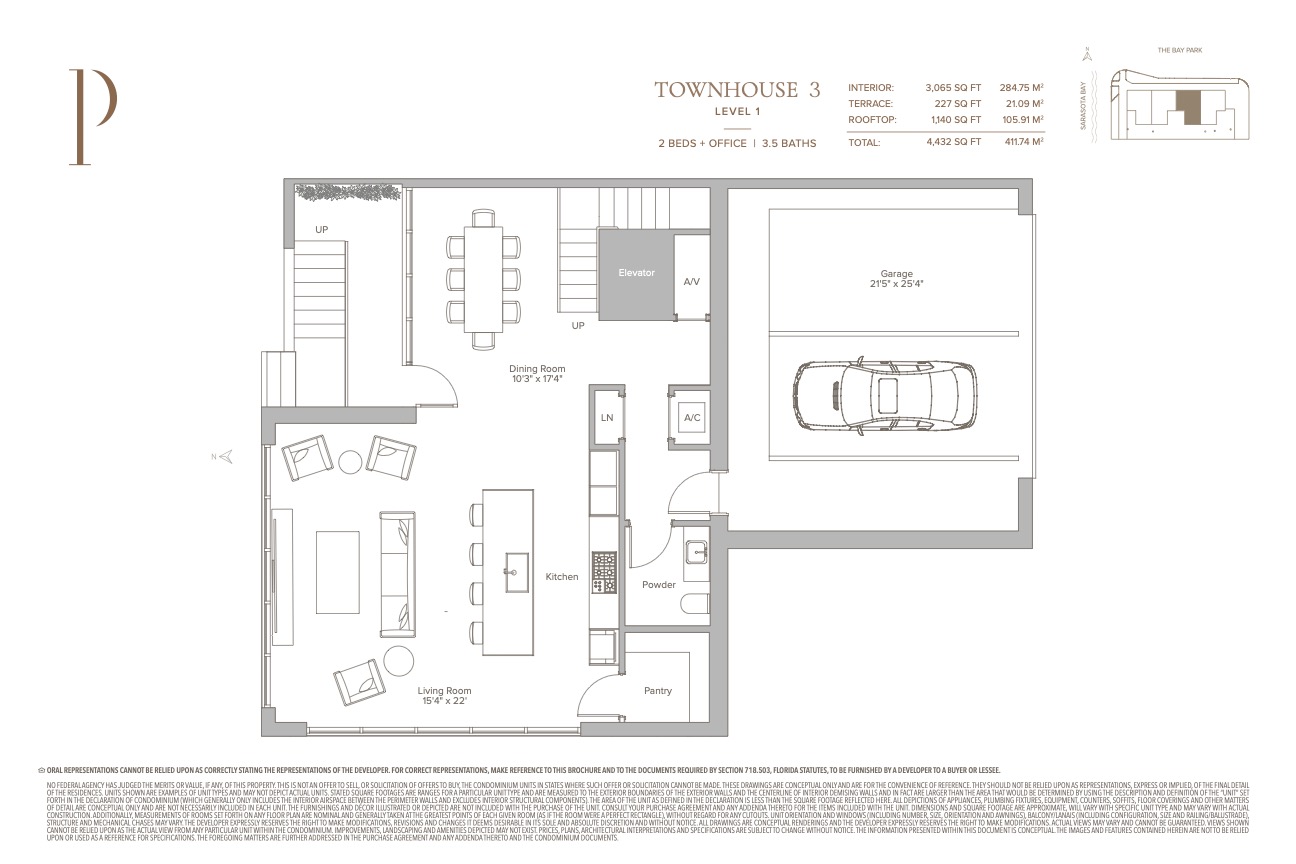 P
TOWNHOUSE 3
LEVEL 1
2 BEDS + OFFICE | 3.5 BATHS
INTERIOR: 3,065 SQ FT 284.75 M²
TERRACE: 227 SQ FT 21.09 M²
ROOFTOP: 1,140 SQ FT 105.91 M²
TOTAL: 4,432 SQ FT 411.74 M²
N
THE BAY PARK
SARASOTA BAY
UP
Elevator
A/V
UP
Garage
21'5" x 25'4"
Dining Room
10'3" x 17'4"
LN
A/C
N
Kitchen
Powder
Living Room
15'4" x 22'
Pantry
ORAL REPRESENTATIONS CANNOT BE RELIED UPON AS CORRECTLY STATING THE REPRESENTATIONS OF THE DEVELOPER. FOR CORRECT REPRESENTATIONS, MAKE REFERENCE TO THIS BROCHURE AND TO THE DOCUMENTS REQUIRED BY SECTION 718.503, FLORIDA STATUTES, TO BE FURNISHED BY A DEVELOPER TO A BUYER OR LESSEE.
NO FEDERAL AGENCY HAS JUDGED THE MERITS OR VALUE, IF ANY, OF THIS PROPERTY. THIS IS NOT AN OFFER TO SELL, OR SOLICITATION OF OFFERS TO BUY, THE CONDOMINIUM UNITS IN STATES WHERE SUCH OFFER OR SOLICITATION CANNOT BE MADE. THESE DRAWINGS ARE CONCEPTUAL ONLY AND ARE FOR THE CONVENIENCE OF REFERENCE. THEY SHOULD NOT BE RELIED UPON AS REPRESENTATIONS, EXPRESS OR IMPLIED, OF THE FINAL DETAIL
OF THE RESIDENCES. UNITS SHOWN ARE EXAMPLES OF UNIT TYPES AND MAY NOT DEPICT ACTUAL UNITS. STATED SQUARE FOOTAGES ARE RANGES FOR A PARTICULAR UNIT TYPE AND ARE MEASURED TO THE EXTERIOR BOUNDARIES OF THE EXTERIOR WALLS AND THE CENTERLINE OF INTERIOR DEMISING WALLS AND IN FACT ARE LARGER THAN THE AREA THAT WOULD BE DETERMINED BY USING THE DESCRIPTION AND DEFINITION OF THE "UNIT" SET
FORTH IN THE DECLARATION OF CONDOMINIUM (WHICH GENERALLY ONLY INCLUDES THE INTERIOR AIRSPACE BETWEEN THE PERIMETER WALLS AND EXCLUDES INTERIOR STRUCTURAL COMPONENTS). THE AREA OF THE UNIT AS DEFINED IN THE DECLARATION IS LESS THAN THE SQUARE FOOTAGE REFLECTED HERE. ALL DEPICTIONS OF APPLIANCES, PLUMBING FIXTURES, EQUIPMENT, COUNTERS, SOFFITS, FLOOR COVERINGS AND OTHER MATTERS
OF DETAIL ARE CONCEPTUAL ONLY AND ARE NOT NECESSARILY INCLUDED IN EACH UNIT. THE FURNISHINGS AND DÉCOR ILLUSTRATED OR DEPICTED ARE NOT INCLUDED WITH THE PURCHASE OF THE UNIT. CONSULT YOUR PURCHASE AGREEMENT AND ANY ADDENDA THERETO FOR THE ITEMS INCLUDED WITH THE UNIT. DIMENSIONS AND SQUARE FOOTAGE ARE APPROXIMATE, WILL VARY WITH SPECIFIC UNIT TYPE AND MAY VARY WITH ACTUAL
CONSTRUCTION. ADDITIONALLY, MEASUREMENTS OF ROOMS SET FORTH ON ANY FLOOR PLAN ARE NOMINAL AND GENERALLY TAKEN AT THE GREATEST POINTS OF EACH GIVEN ROOM (AS IF THE ROOM WERE A PERFECT RECTANGLE), WITHOUT REGARD FOR ANY CUTOUTS. UNIT ORIENTATION AND WINDOWS (INCLUDING NUMBER, SIZE, ORIENTATION AND AWNINGS), BALCONY/LANAIS (INCLUDING CONFIGURATION, SIZE AND RAILING/BALUSTRADE),
STRUCTURE AND MECHANICAL CHASES MAY VARY. THE DEVELOPER EXPRESSLY RESERVES THE RIGHT TO MAKE MODIFICATIONS, REVISIONS AND CHANGES IT DEEMS DESIRABLE IN ITS SOLE AND ABSOLUTE DISCRETION AND WITHOUT NOTICE. ALL DRAWINGS ARE CONCEPTUAL RENDERINGS AND THE DEVELOPER EXPRESSLY RESERVES THE RIGHT TO MAKE MODIFICATIONS. ACTUAL VIEWS MAY VARY AND CANNOT BE GUARANTEED. VIEWS SHOWN
CANNOT BE RELIED UPON AS THE ACTUAL VIEW FROM ANY PARTICULAR UNIT WITHIN THE CONDOMINIUM. IMPROVEMENTS, LANDSCAPING AND AMENITIES DEPICTED MAY NOT EXIST. PRICES, PLANS, ARCHITECTURAL INTERPRETATIONS AND SPECIFICATIONS ARE SUBJECT TO CHANGE WITHOUT NOTICE. THE INFORMATION PRESENTED WITHIN THIS DOCUMENT IS CONCEPTUAL. THE IMAGES AND FEATURES CONTAINED HEREIN ARE NOT TO BE RELIED
UPON OR USED AS A REFERENCE FOR SPECIFICATIONS. THE FOREGOING MATTERS ARE FURTHER ADDRESSED IN THE PURCHASE AGREEMENT AND ANY ADDENDA THERETO AND THE CONDOMINIUM DOCUMENTS.